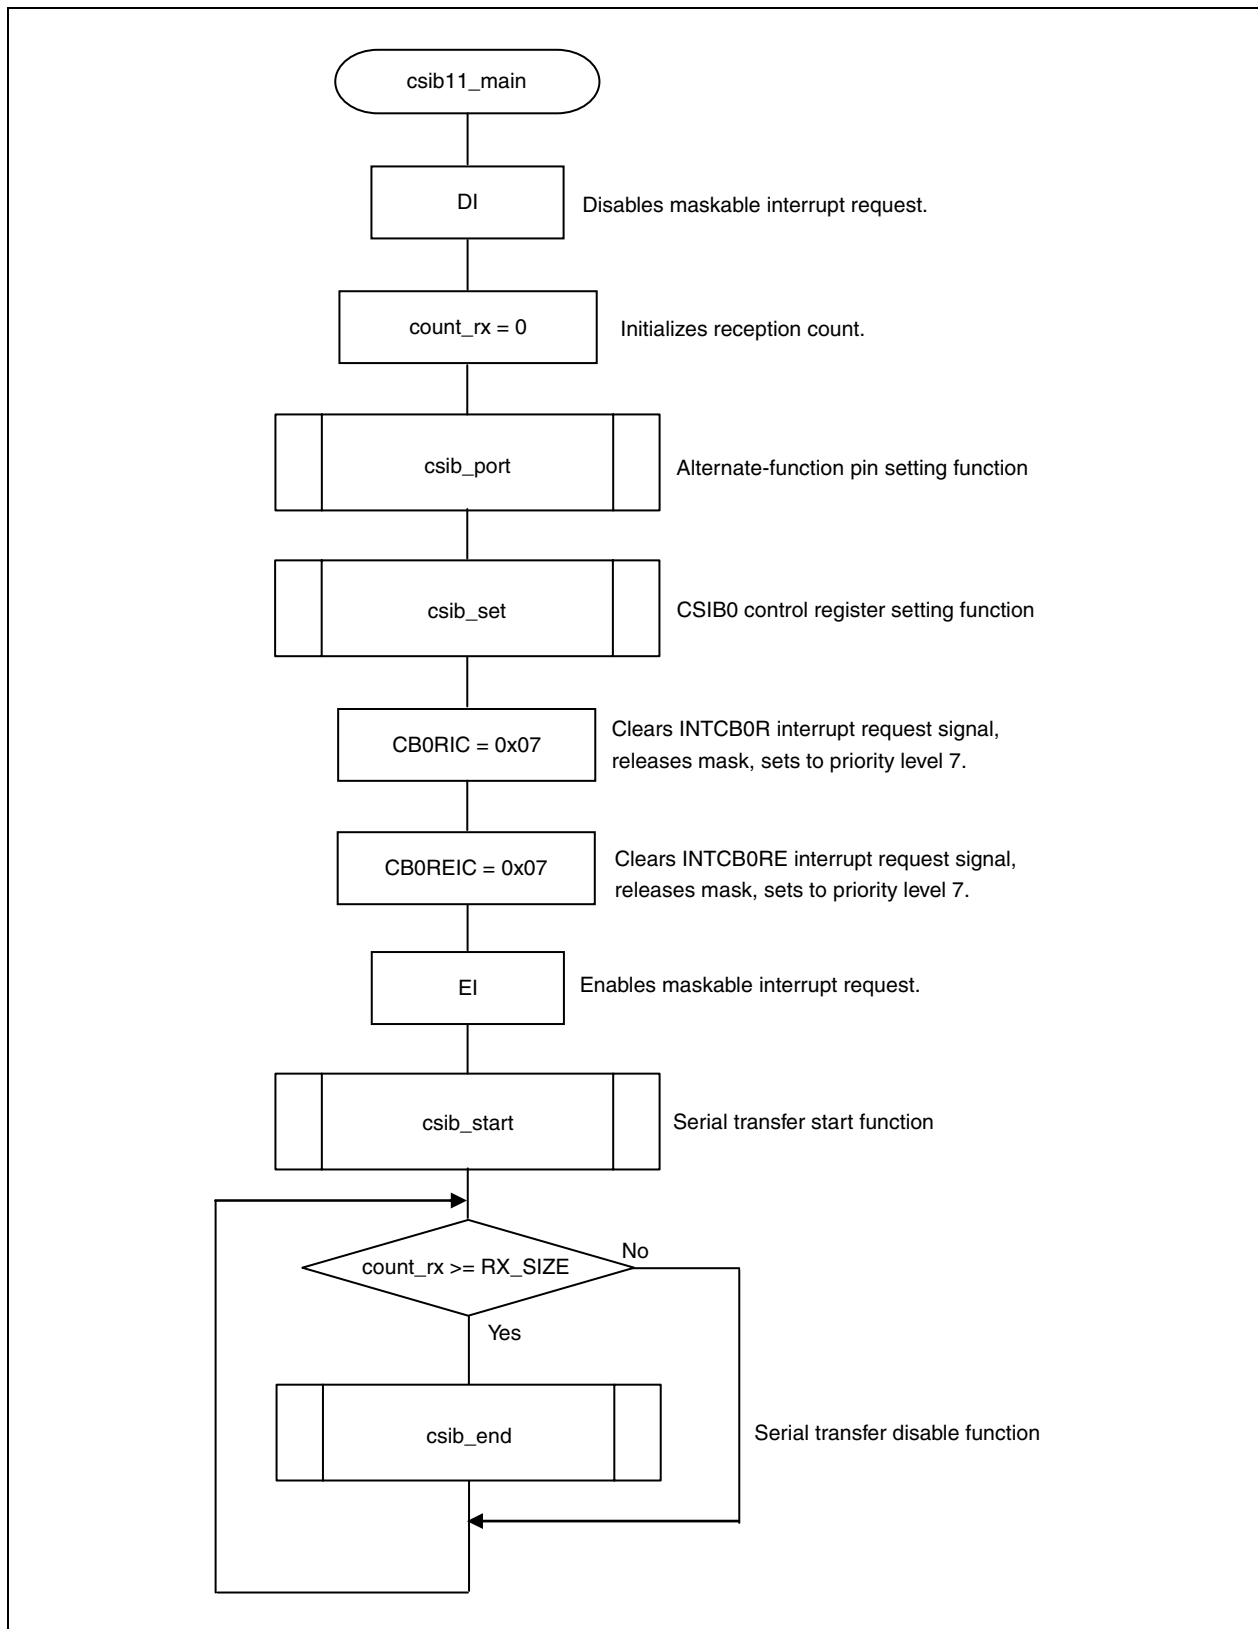 csib11_main
DI
Disables maskable interrupt request.
count_rx = 0
Initializes reception count.
csib_port
Alternate-function pin setting function
csib_set
CSIB0 control register setting function
CB0RIC = 0x07
Clears INTCB0R interrupt request signal,
releases mask, sets to priority level 7.
CB0REIC = 0x07
Clears INTCB0RE interrupt request signal,
releases mask, sets to priority level 7.
EI
Enables maskable interrupt request.
csib_start
Serial transfer start function
count_rx >= RX_SIZE
No
Yes
csib_end
Serial transfer disable function